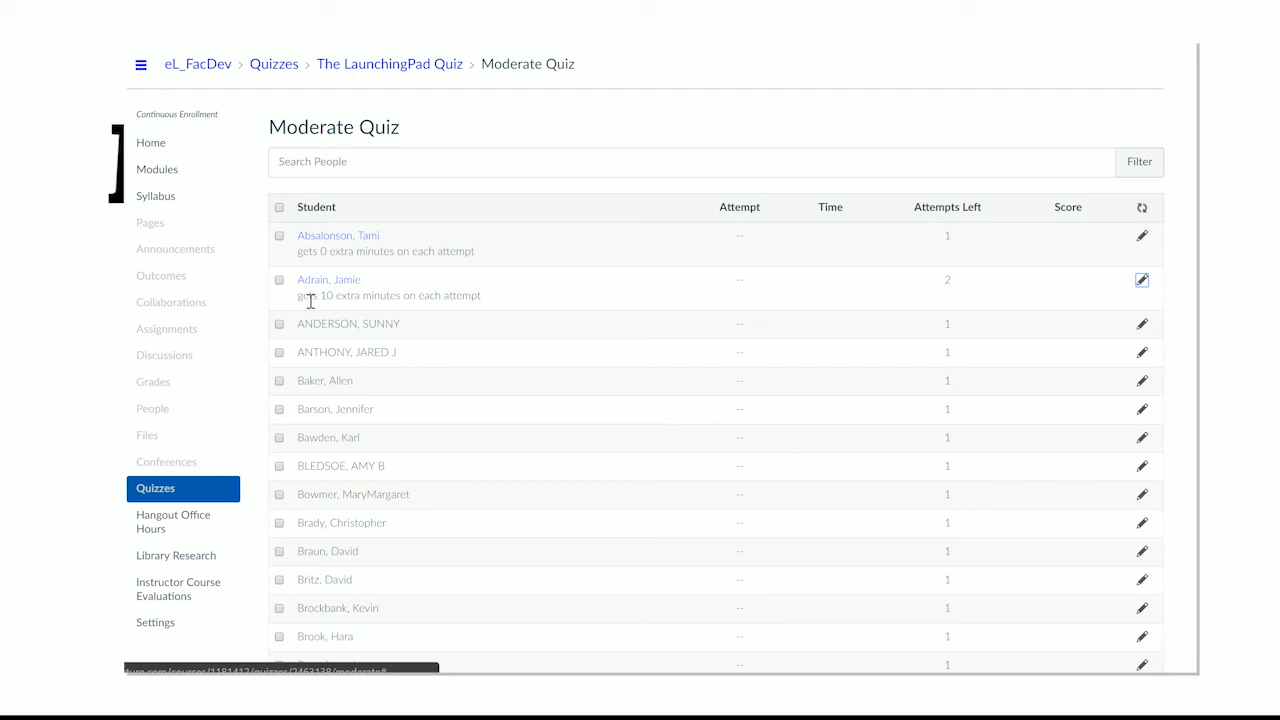 eL_FacDev > Quizzes > The LaunchingPad Quiz > Moderate Quiz
Continuous Enrollment
Home
Modules
Syllabus
Pages
Announcements
Outcomes
Collaborations
Assignments
Discussions
Grades
People
Files
Conferences
Quizzes
Hangout Office
Hours
Library Research
Instructor Course
Evaluations
Settings
Moderate Quiz
Search People
Filter
Student Attempt Time Attempts Left Score
Absalonson, Tami -- 1
gets 0 extra minutes on each attempt
Adrain, Jamie -- 2
gets 10 extra minutes on each attempt
ANDERSON, SUNNY -- 1
ANTHONY, JARED J -- 1
Baker, Allen -- 1
Barson, Jennifer -- 1
Bawden, Karl -- 1
BLEDSOE, AMY B -- 1
Bowmer, MaryMargaret -- 1
Brady, Christopher -- 1
Braun, David -- 1
Britz, David -- 1
Brockbank, Kevin -- 1
Brook, Hara -- 1
1